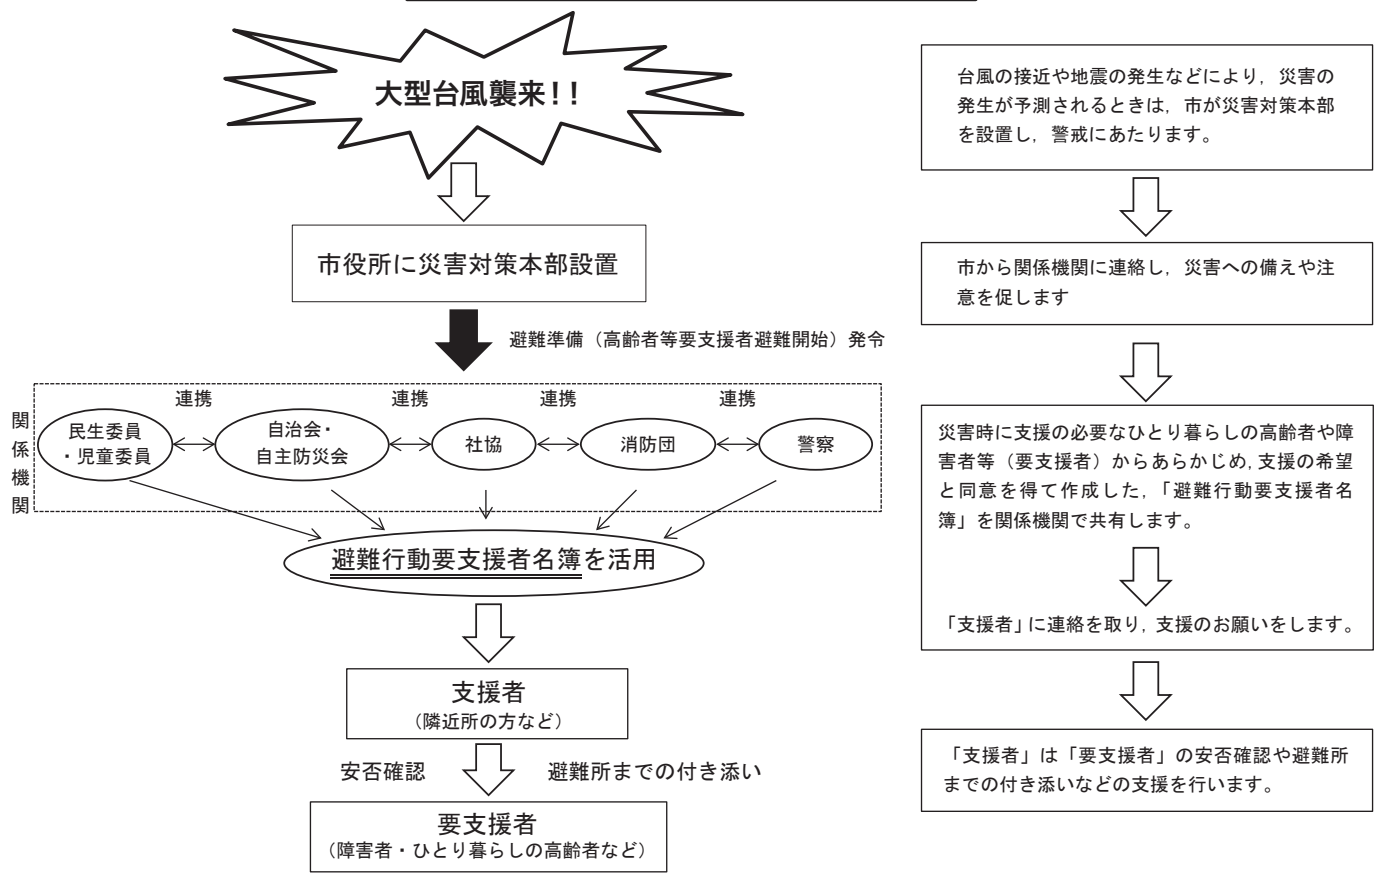 大型台風襲来！！
市役所に災害対策本部設置
避難準備（高齢者等要支援者避難開始）発令
関係機関
連携
連携
連携
連携
民生委員
・児童委員
自治会・
自主防災会
社協
消防団
警察
避難行動要支援者名簿を活用
支援者
（隣近所の方など）
安否確認
避難所までの付き添い
要支援者
（障害者・ひとり暮らしの高齢者など）
台風の接近や地震の発生などにより，災害の
発生が予測されるときは，市が災害対策本部
を設置し，警戒にあたります。
市から関係機関に連絡し，災害への備えや注
意を促します
災害時に支援の必要なひとり暮らしの高齢者や障
害者等（要支援者）からあらかじめ，支援の希望
と同意を得て作成した，「避難行動要支援者名
簿」を関係機関で共有します。
「支援者」に連絡を取り，支援のお願いをします。
「支援者」は「要支援者」の安否確認や避難所
までの付き添いなどの支援を行います。